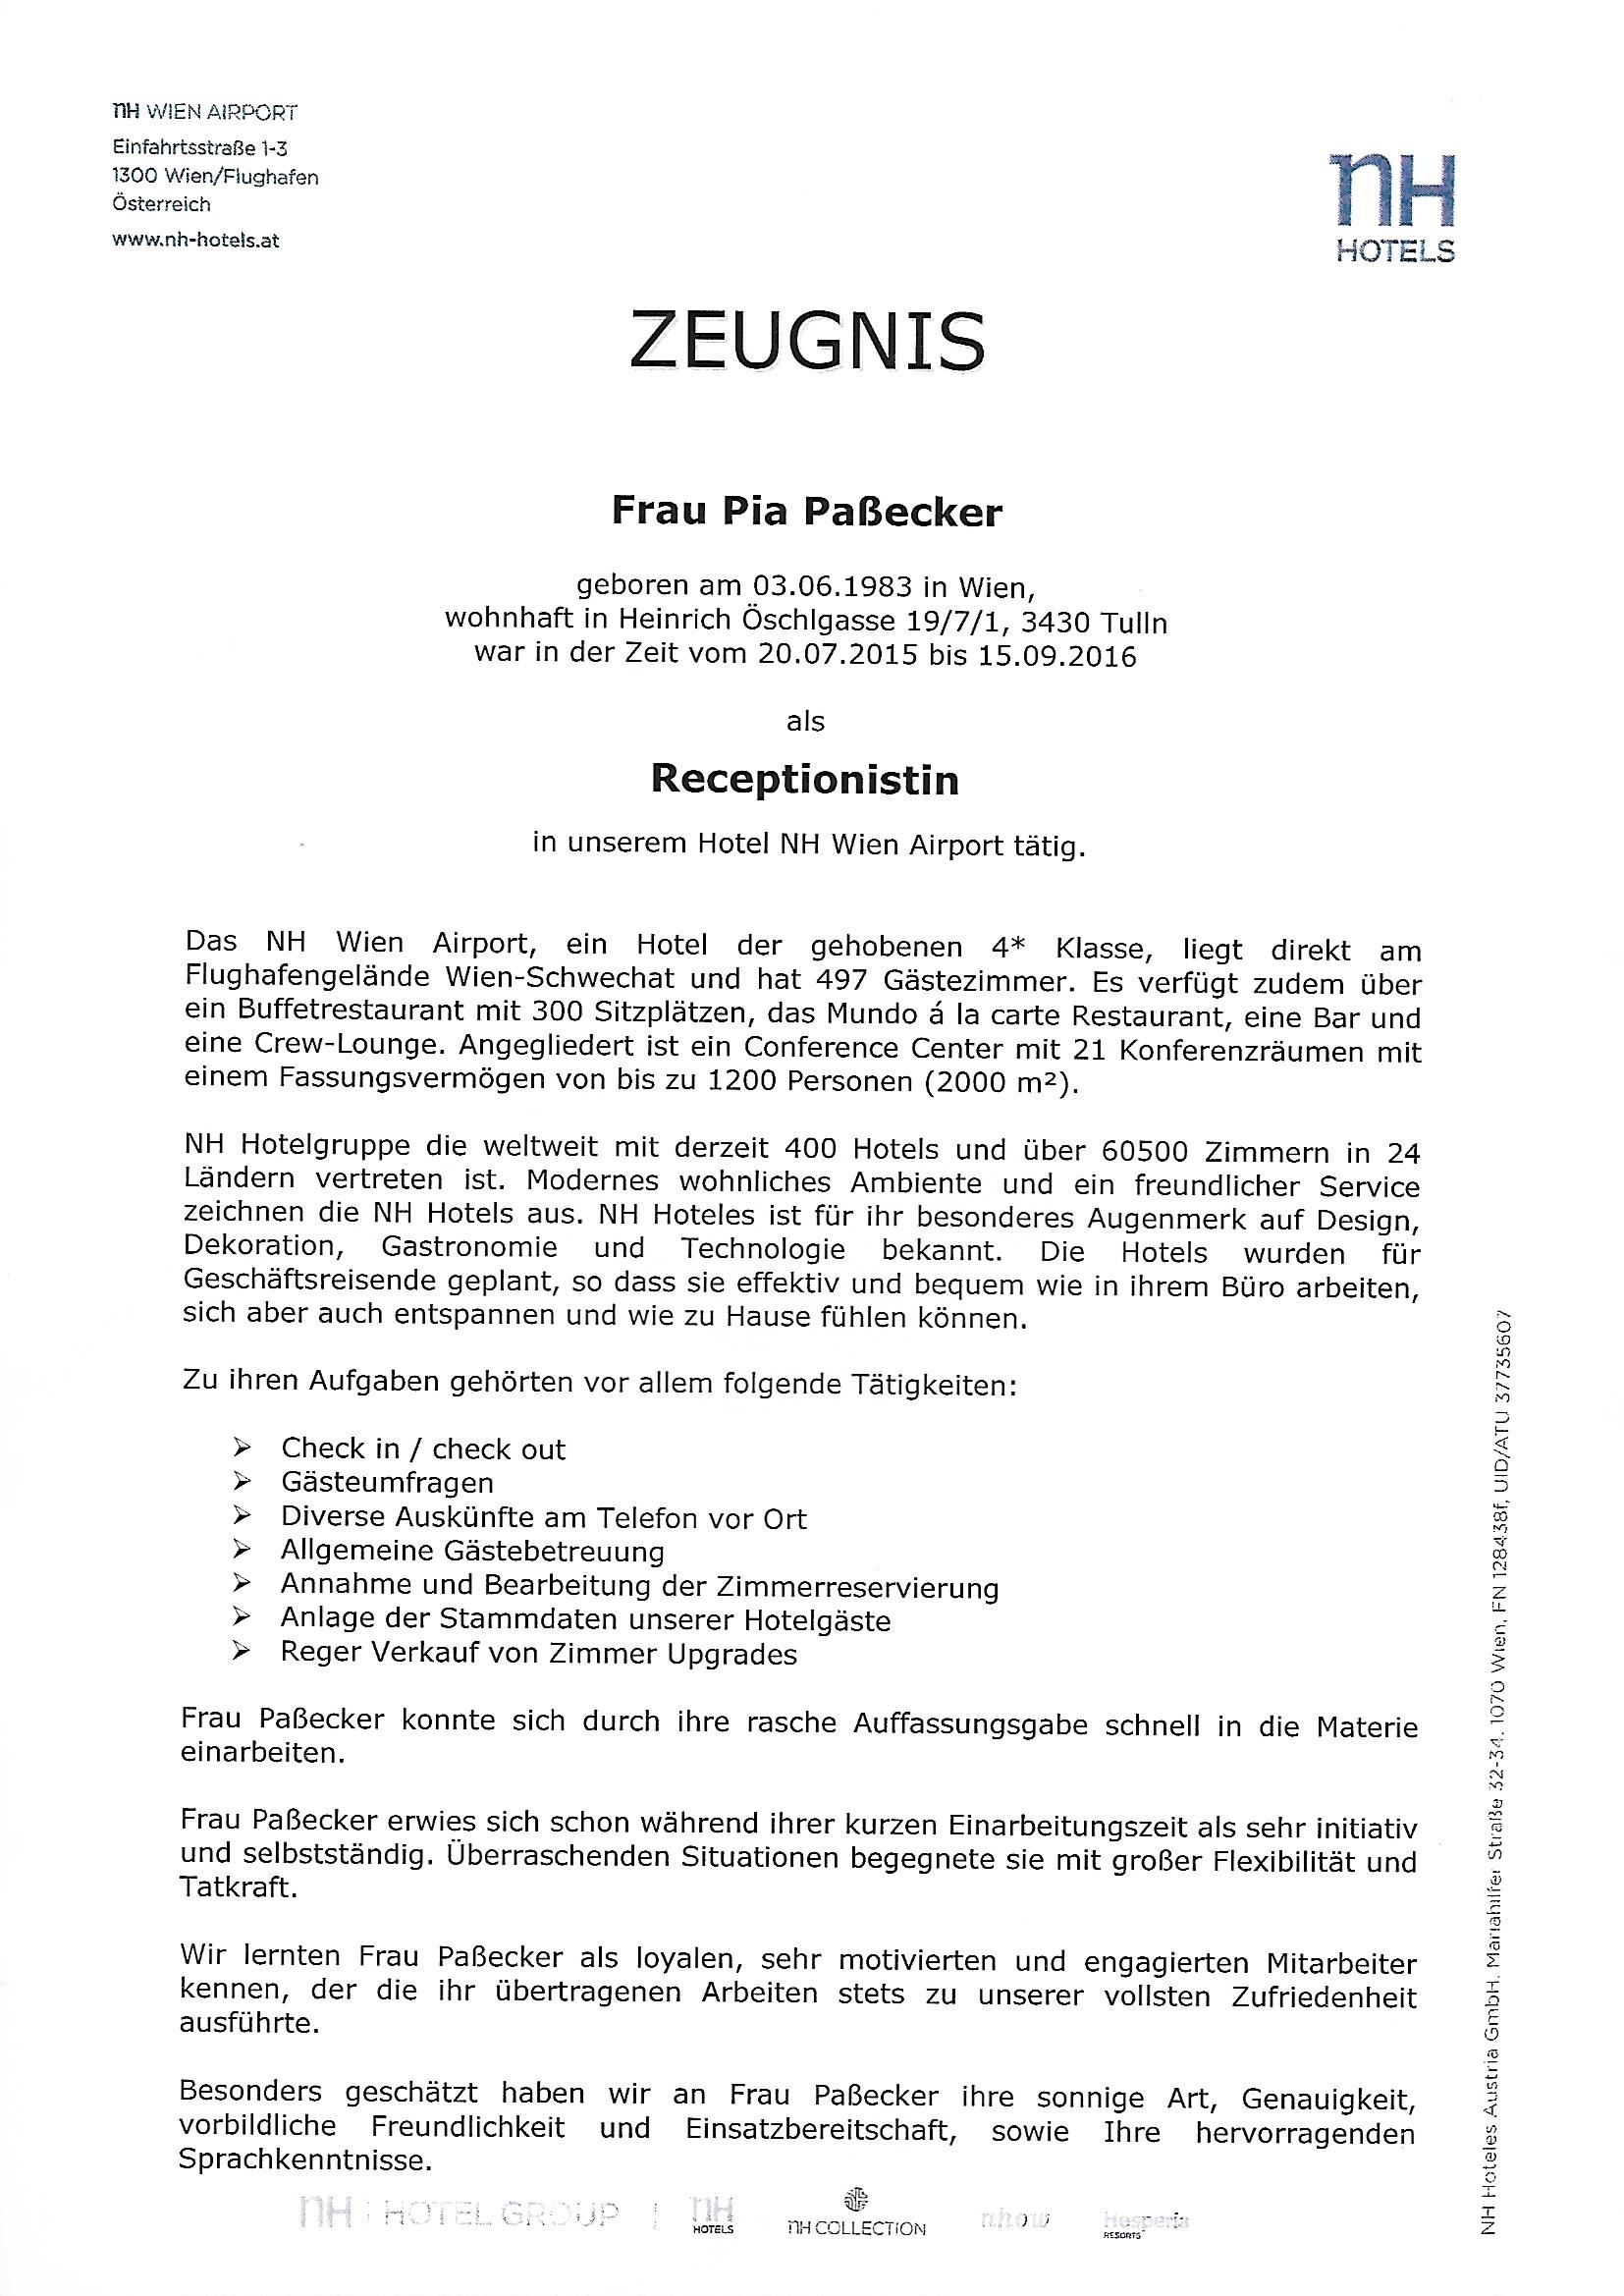 nH WIEN AIRPORT
Einfahrtsstraße 1-3
1300 Wien/Flughafen
Österreich
www.nh-hotels.at
nH
HOTELS
ZEUGNIS
Frau Pia Paßecker
geboren am 03.06.1983 in Wien,
wohnhaft in Heinrich Öschlgasse 19/7/1, 3430 Tulln
war in der Zeit vom 20.07.2015 bis 15.09.2016
als
Receptionistin
in unserem Hotel NH Wien Airport tätig.
Das NH Wien Airport, ein Hotel der gehobenen 4* Klasse, liegt direkt am
Flughafengelände Wien-Schwechat und hat 497 Gästezimmer. Es verfügt zudem über
ein Buffetrestaurant mit 300 Sitzplätzen, das Mundo á la carte Restaurant, eine Bar und
eine Crew-Lounge. Angegliedert ist ein Conference Center mit 21 Konferenzräumen mit
einem Fassungsvermögen von bis zu 1200 Personen (2000 m²).
NH Hotelgruppe die weltweit mit derzeit 400 Hotels und über 60500 Zimmern in 24
Ländern vertreten ist. Modernes wohnliches Ambiente und ein freundlicher Service
zeichnen die NH Hotels aus. NH Hoteles ist für ihr besonderes Augenmerk auf Design,
Dekoration, Gastronomie und Technologie bekannt. Die Hotels wurden für
Geschäftsreisende geplant, so dass sie effektiv und bequem wie in ihrem Büro arbeiten,
sich aber auch entspannen und wie zu Hause fühlen können.
Zu ihren Aufgaben gehörten vor allem folgende Tätigkeiten:
➢ Check in / check out
➢ Gästeumfragen
➢ Diverse Auskünfte am Telefon vor Ort
➢ Allgemeine Gästebetreuung
➢ Annahme und Bearbeitung der Zimmerreservierung
➢ Anlage der Stammdaten unserer Hotelgäste
➢ Reger Verkauf von Zimmer Upgrades
Frau Paßecker konnte sich durch ihre rasche Auffassungsgabe schnell in die Materie
einarbeiten.
Frau Paßecker erwies sich schon während ihrer kurzen Einarbeitungszeit als sehr initiativ
und selbstständig. Überraschenden Situationen begegnete sie mit großer Flexibilität und
Tatkraft.
Wir lernten Frau Paßecker als loyalen, sehr motivierten und engagierten Mitarbeiter
kennen, der die ihr übertragenen Arbeiten stets zu unserer vollsten Zufriedenheit
ausführte.
Besonders geschätzt haben wir an Frau Paßecker ihre sonnige Art, Genauigkeit,
vorbildliche Freundlichkeit und Einsatzbereitschaft, sowie Ihre hervorragenden
Sprachkenntnisse.
NH Hoteles Austria GmbH, Mariahilfer Straße 32-34, 1070 Wien, FN 128438f, UID/ATU 37735607
nH | HOTEL GROUP | nH HOTELS nH COLLECTION nhow Hesperia RESORTS